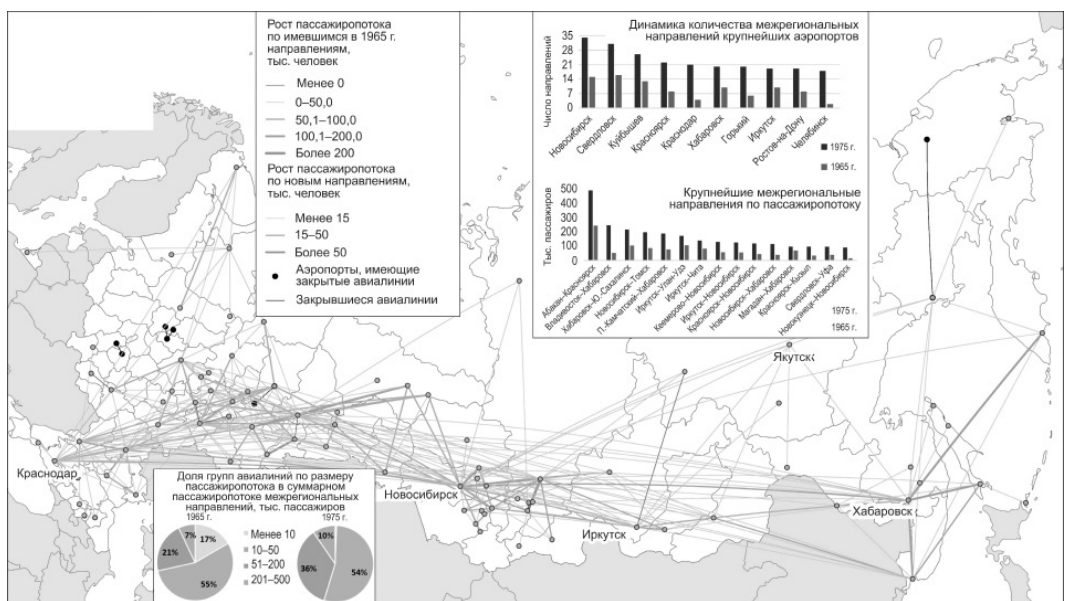 Рост пассажиропотока
по имевшимся в 1965 г.
направлениям,
тыс. человек
Менее 0
0–50,0
50,1–100,0
100,1–200,0
Более 200
Рост пассажиропотока
по новым направлениям,
тыс. человек
Менее 15
15–50
Более 50
Аэропорты, имеющие
закрытые авиалинии
Закрывшиеся авиалинии
Динамика количества межрегиональных
направлений крупнейших аэропортов
Число направлений
35
28
21
14
7
0
Новосибирск
Свердловск
Куйбышев
Красноярск
Краснодар
Хабаровск
Горький
Иркутск
Ростов-на-Дону
Челябинск
1975 г.
1965 г.
Крупнейшие межрегиональные
направления по пассажиропотоку
Тыс. пассажиров
500
400
300
200
100
0
Абакан-Красноярск
Владивосток-Хабаровск
Хабаровск-Ю.-Сахалинск
Новосибирск-Томск
П.-Камчатский-Хабаровск
Иркутск-Улан-Удэ
Иркутск-Чита
Кемерово-Новосибирск
Иркутск-Новосибирск
Красноярск-Новосибирск
Новосибирск-Хабаровск
Магадан-Хабаровск
Красноярск-Кызыл
Свердловск-Уфа
Новокузнецк-Новосибирск
1975 г.
1965 г.
Якутск
Краснодар
Новосибирск
Иркутск
Хабаровск
Доля групп авиалиний по размеру
пассажиропотока в суммарном
пассажиропотоке межрегиональных
направлений, тыс. пассажиров
1965 г.
7%
17%
21%
55%
Менее 10
10–50
51–200
201–500
1975 г.
10%
36%
54%